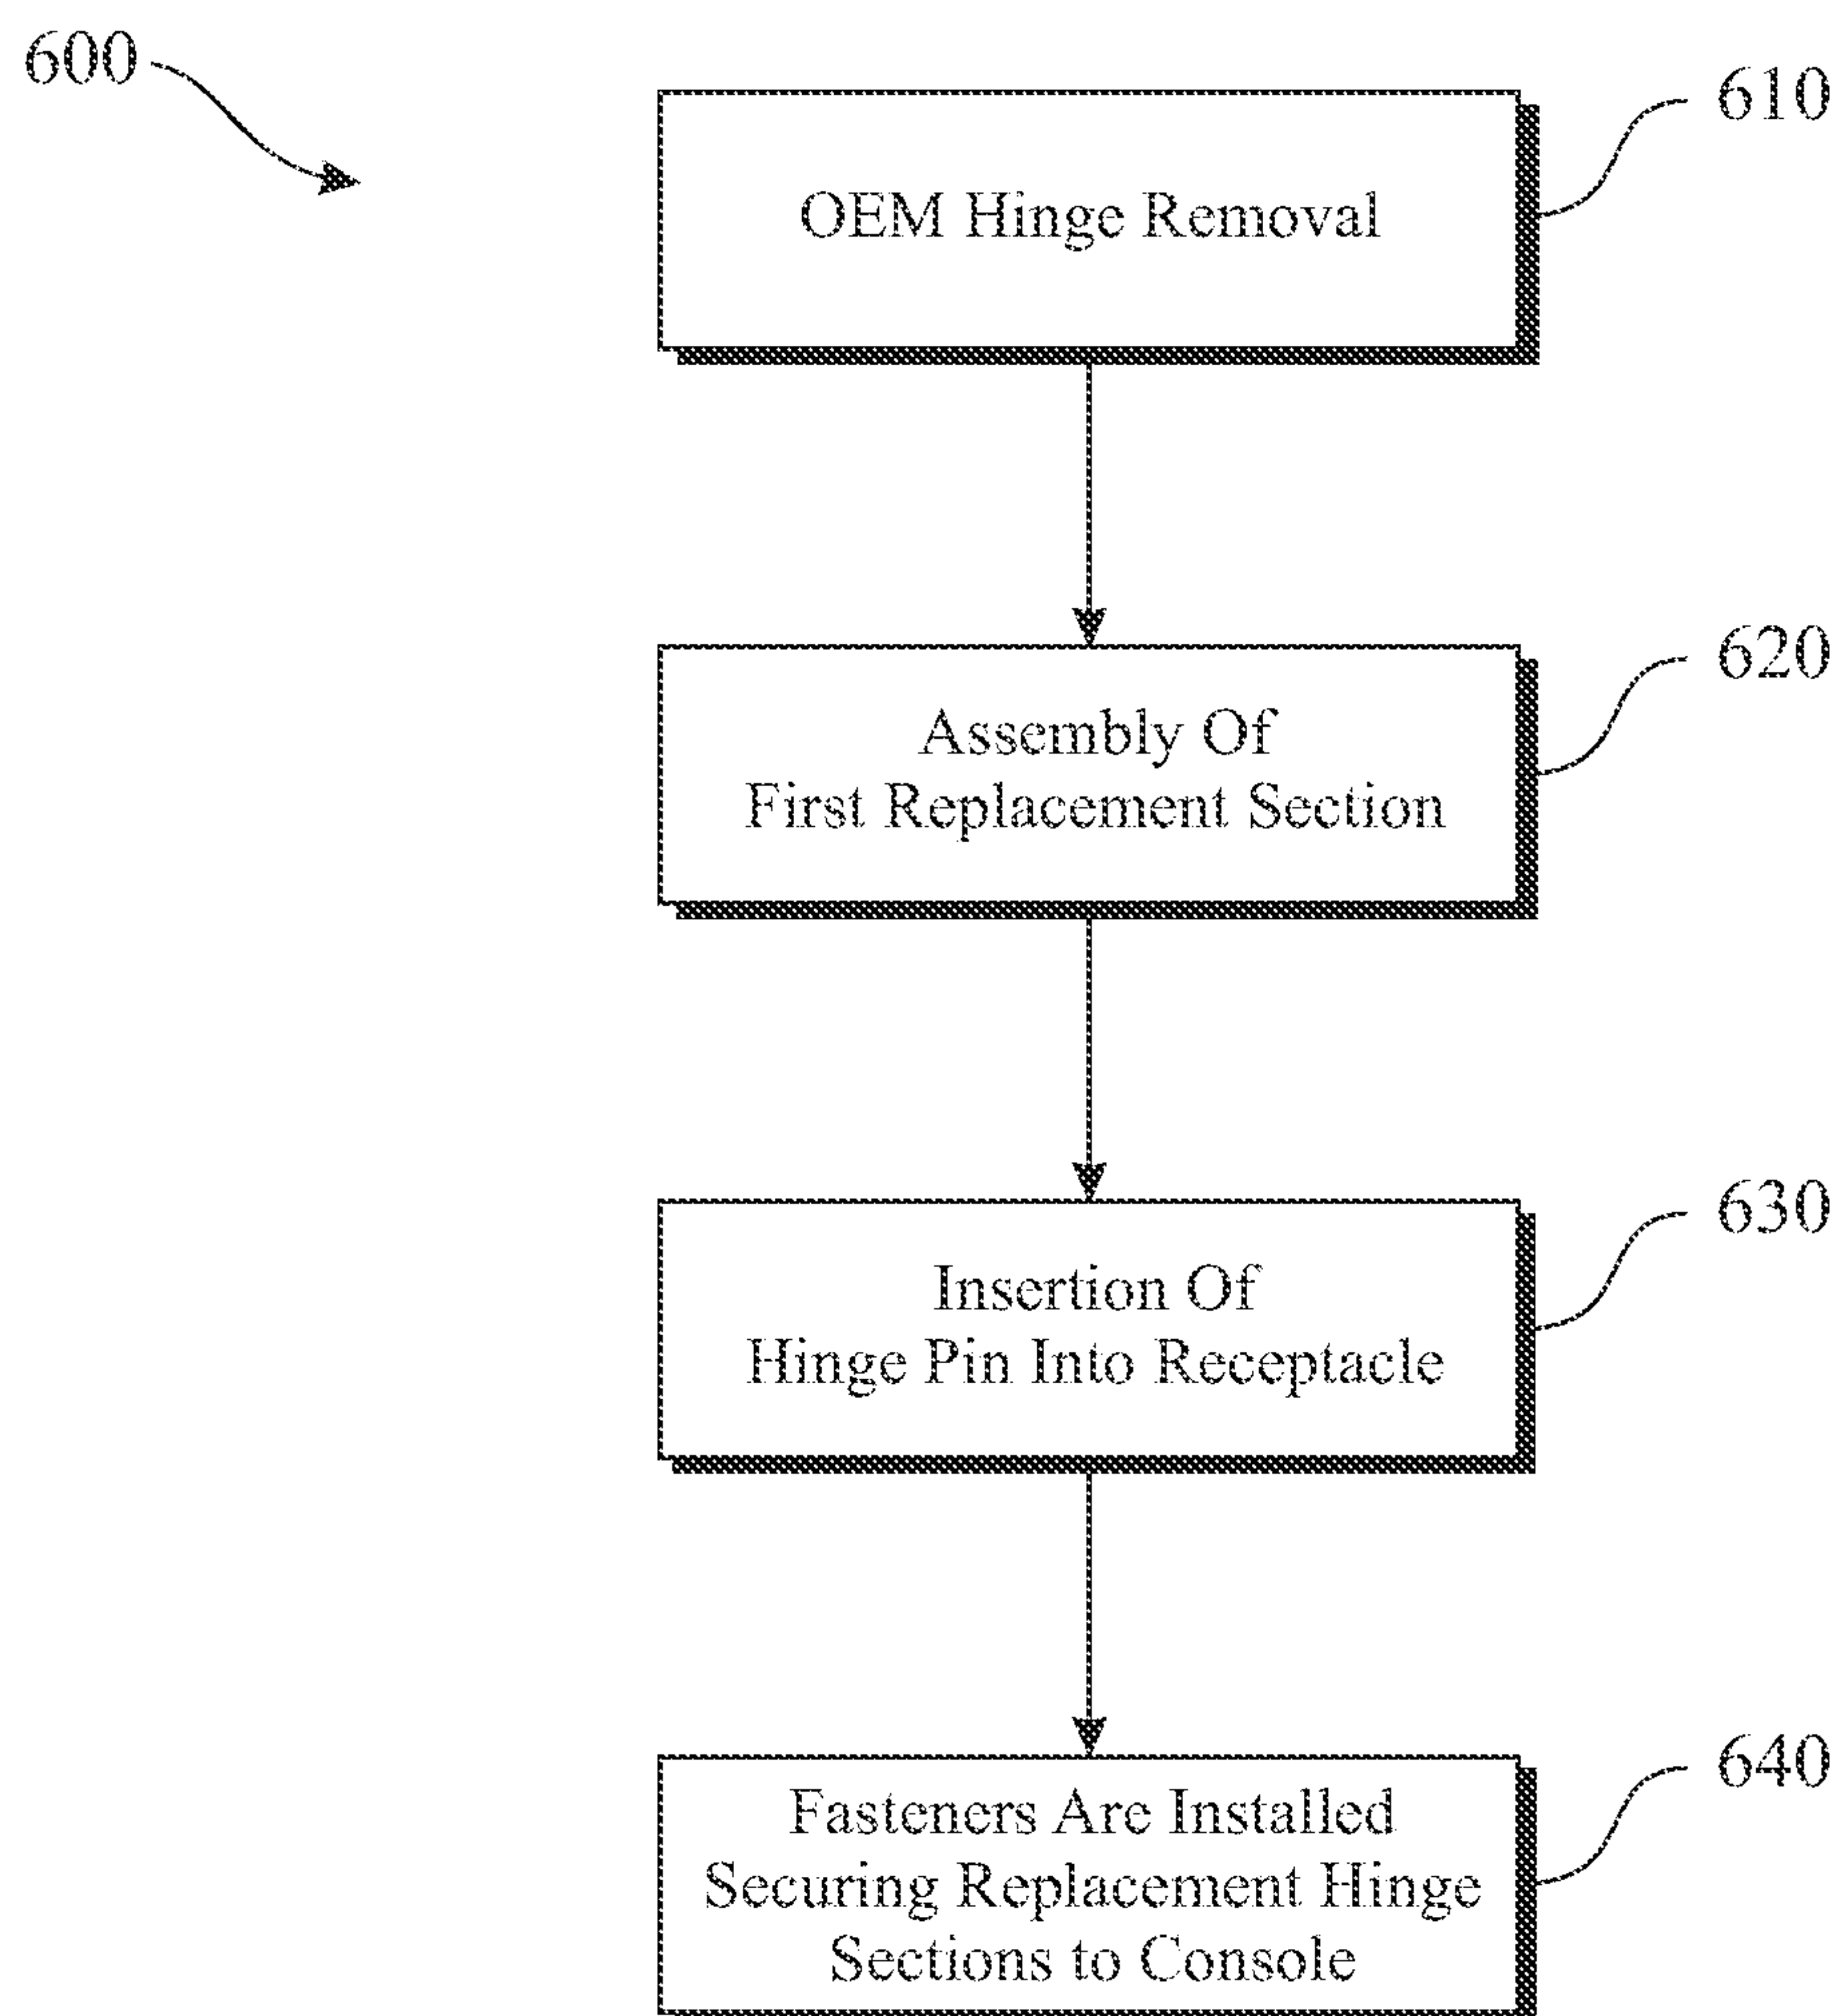 600
610
OEM Hinge Removal
620
Assembly Of
First Replacement Section
630
Insertion Of
Hinge Pin Into Receptacle
640
Fasteners Are Installed
Securing Replacement Hinge
Sections to Console